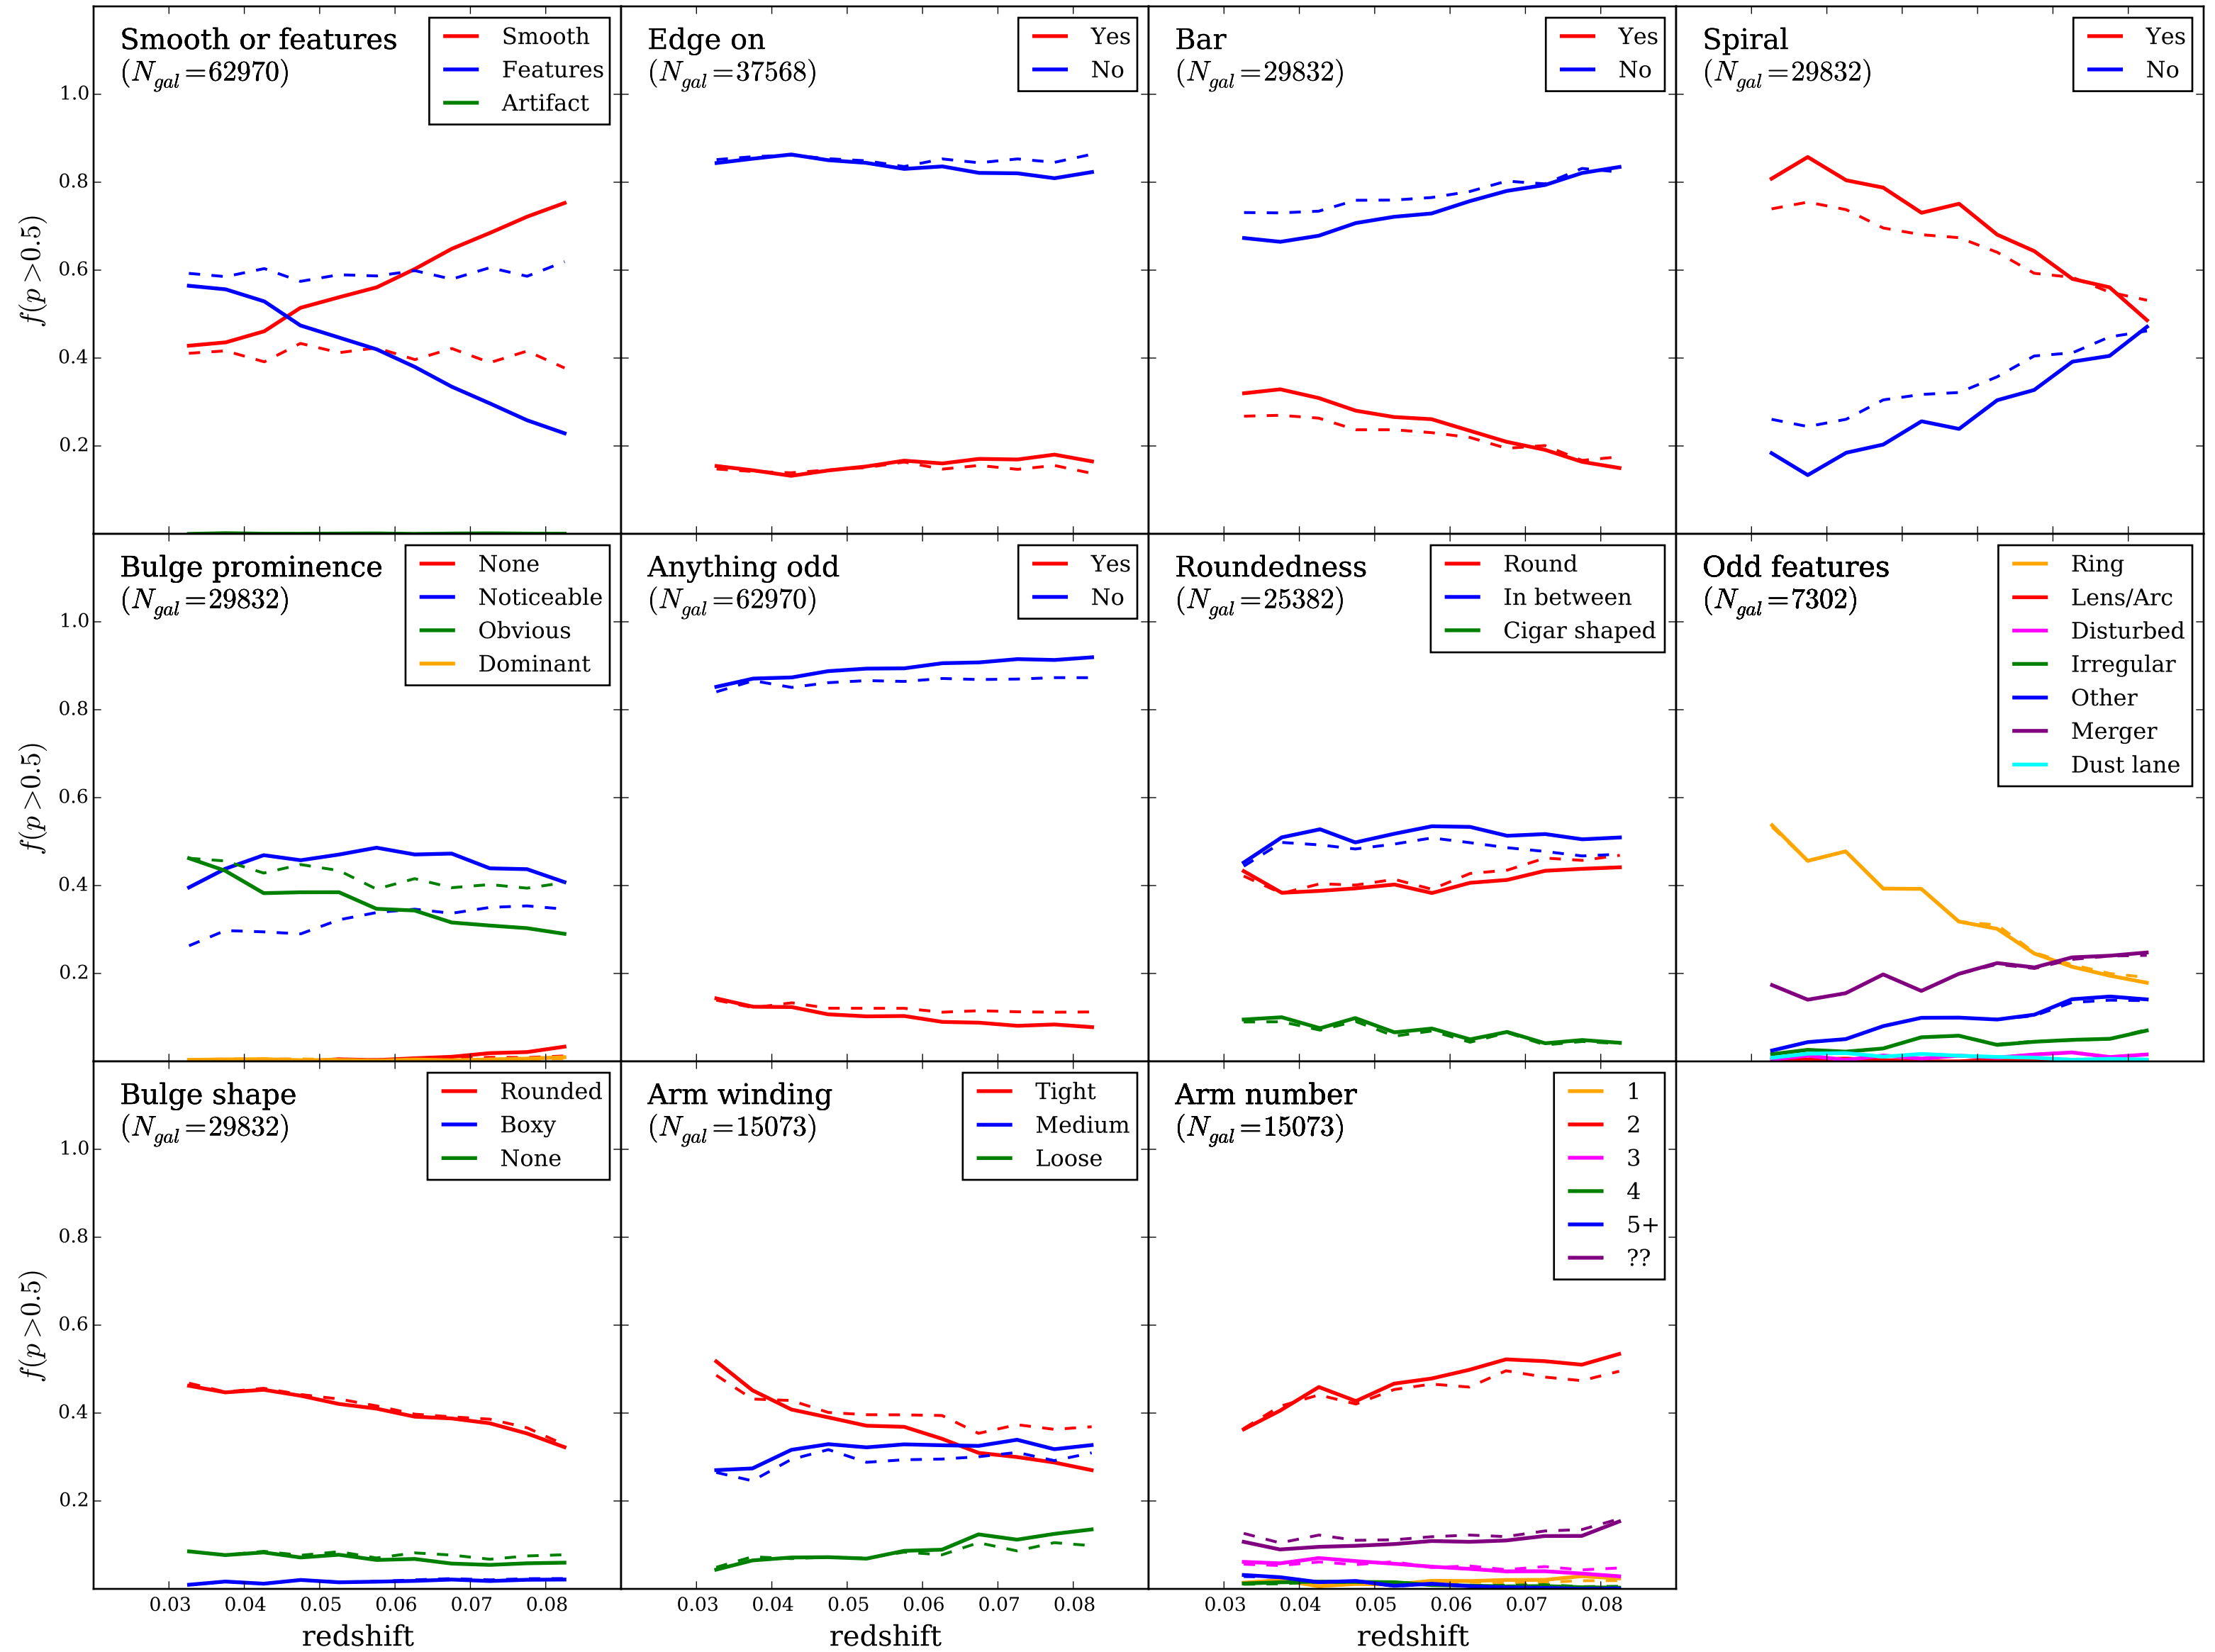 Smooth or features
(N_gal=62970)
Smooth
Features
Artifact
Edge on
(N_gal=37568)
Yes
No
Bar
(N_gal=29832)
Yes
No
Spiral
(N_gal=29832)
Yes
No
1.0
0.8
0.6
0.4
0.2
f(p>0.5)
Bulge prominence
(N_gal=29832)
None
Noticeable
Obvious
Dominant
Anything odd
(N_gal=62970)
Yes
No
Roundedness
(N_gal=25382)
Round
In between
Cigar shaped
Odd features
(N_gal=7302)
Ring
Lens/Arc
Disturbed
Irregular
Other
Merger
Dust lane
1.0
0.8
0.6
0.4
0.2
f(p>0.5)
Bulge shape
(N_gal=29832)
Rounded
Boxy
None
Arm winding
(N_gal=15073)
Tight
Medium
Loose
Arm number
(N_gal=15073)
1
2
3
4
5+
??
1.0
0.8
0.6
0.4
0.2
f(p>0.5)
0.03 0.04 0.05 0.06 0.07 0.08
redshift
0.03 0.04 0.05 0.06 0.07 0.08
redshift
0.03 0.04 0.05 0.06 0.07 0.08
redshift